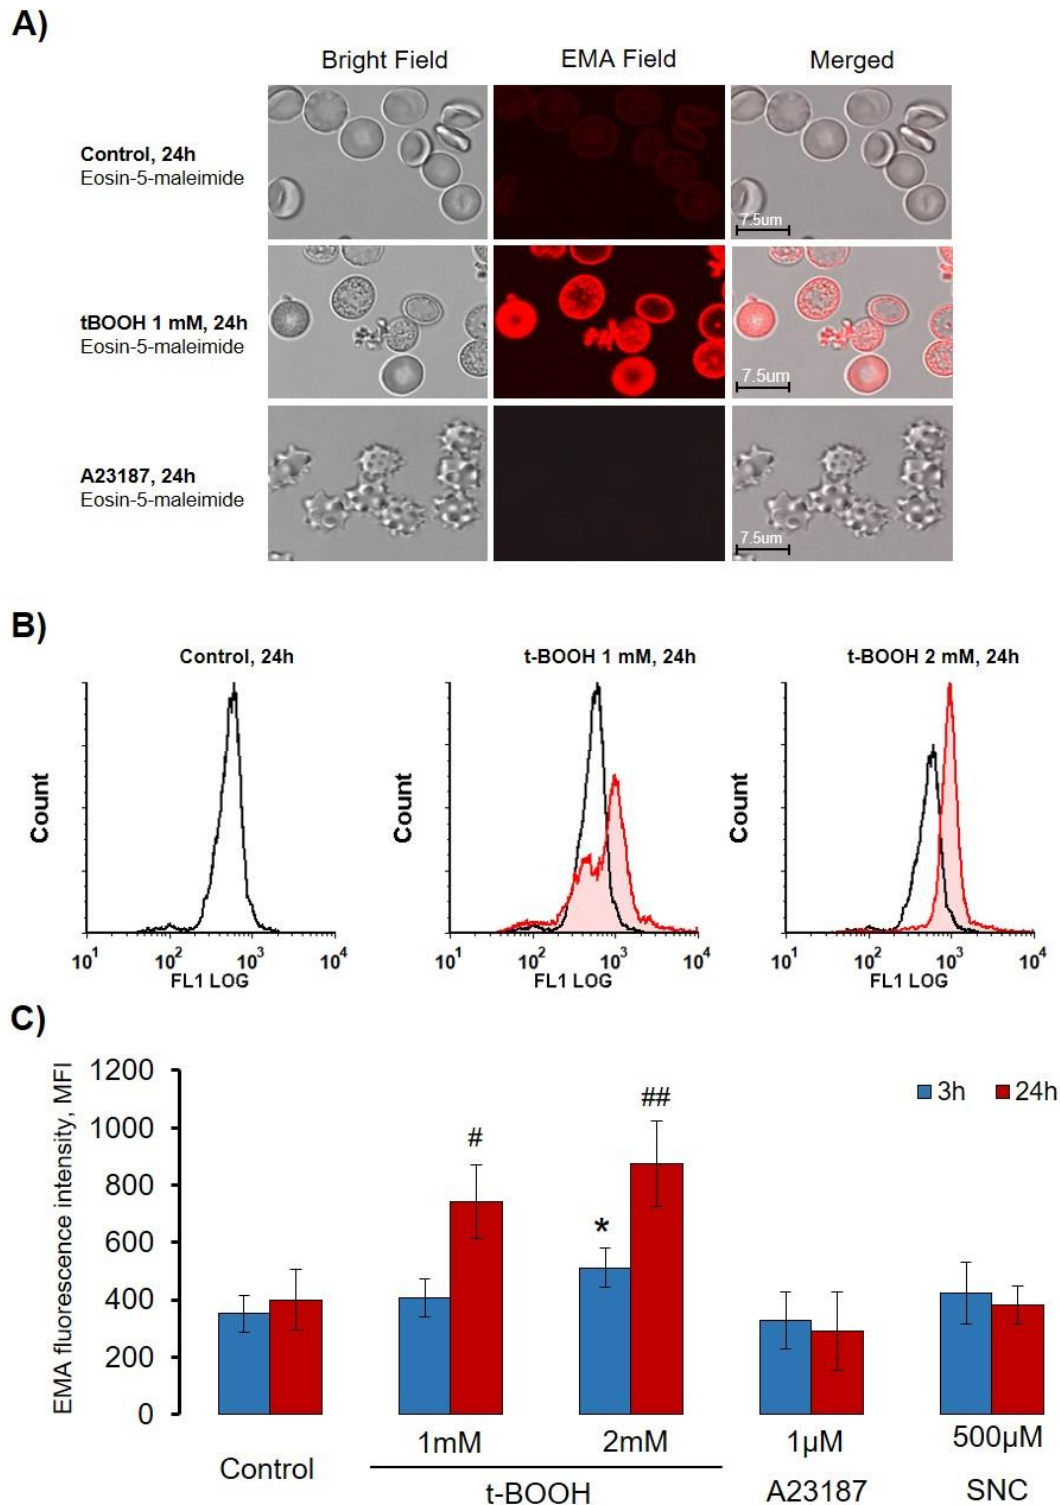 A)
Bright Field EMA Field Merged
Control, 24h
Eosin-5-maleimide
7.5um
tBOOH 1 mM, 24h
Eosin-5-maleimide
7.5um
A23187, 24h
Eosin-5-maleimide
7.5um
B)
Control, 24h t-BOOH 1 mM, 24h t-BOOH 2 mM, 24h
Count Count Count
10¹ 10² 10³ 10⁴ 10¹ 10² 10³ 10⁴ 10¹ 10² 10³ 10⁴
FL1 LOG FL1 LOG FL1 LOG
C)
EMA fluorescence intensity, MFI
1200
1000
800
600
400
200
0
3h 24h
#
##
*
1mM 2mM 1µM 500µM
Control t-BOOH A23187 SNC